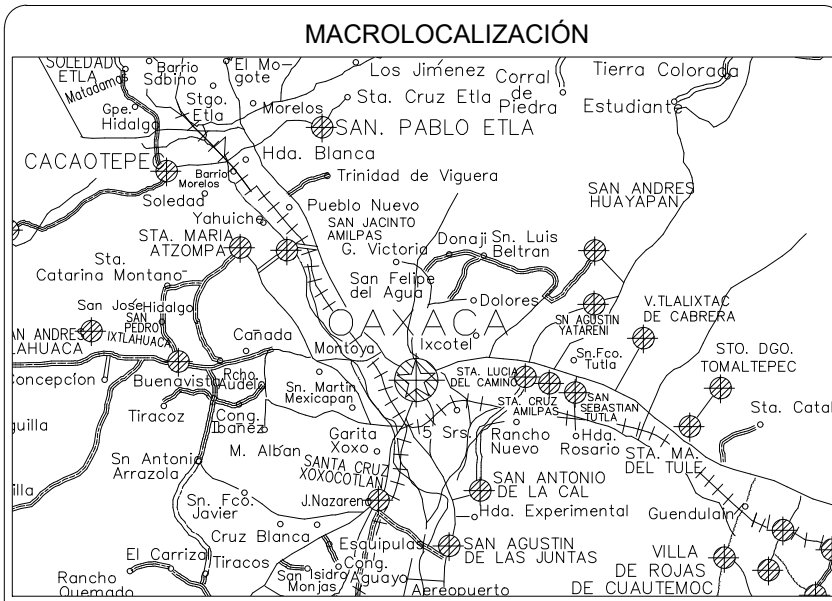 MACROLOCALIZACIÓN
SOLEDAD
ETLA
Matadamas
Barrio
Sabino
El Mo-
gote
Los Jimenez
Corral
de
Piedra
Tierra Colorada
Estudiante
Gpe.
Hidalgo
Stgo.
Etla
Morelos
Sta. Cruz Etla
SAN. PABLO ETLA
CACAOTEPEC
Hda. Blanca
Barrio
Morelos
Soledad
Trinidad de Viguera
Pueblo Nuevo
Yahuiche
SAN JACINTO
AMILPAS
G. Victoria
Donaji
Sn. Luis
Beltran
SAN ANDRES
HUAYAPAN
STA. MARIA
ATZOMPA
Sta.
Catarina Montano
San Felipe
del Agua
Dolores
San Jose
Hidalgo
SAN
PEDRO
IXTLAHUACA
OAXACA
SN AGUSTIN
YATARENI
V.TLALIXTAC
DE CABRERA
AN ANDRES
LAHUACA
Cañada
Montoya
Ixcotel
Sn.Fco.
Tutla
STO. DGO.
TOMALTEPEC
Concepcion
Buenavista
Rcho.
Audelo
Sn. Martin
Mexicapan
STA. LUCIA
DEL CAMINO
STA. CRUZ
AMILPAS
SAN
SEBASTIAN
TUTLA
Sta. Catal
Tiracoz
Cong.
Ibañez
guilla
M. Alban
Garita
Xoxo
5 Srs.
Rancho
Nuevo
Hda.
Rosario
STA. MA.
DEL TULE
Sn Antonio
Arrazola
SANTA CRUZ
XOXOCOTLAN
SAN ANTONIO
DE LA CAL
illa
Sn. Fco.
Javier
J.Nazareno
Hda. Experimental
Guendulain
Cruz Blanca
Esquipulas
SAN AGUSTIN
DE LAS JUNTAS
El Carrizal
Tiracos
Cong.
Aguayo
San Isidro
Monjas
VILLA
DE ROJAS
DE CUAUTEMOC
Rancho
Quemado
Aereopuerto